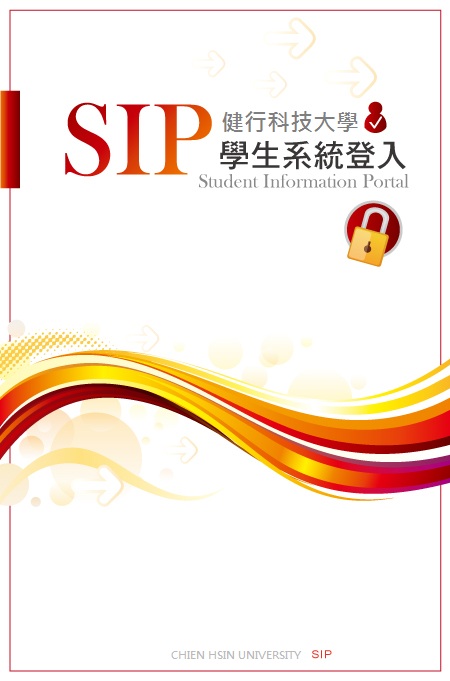 SIP 健行科技大學
學生系統登入
Student Information Portal
CHIEN HSIN UNIVERSITY SIP